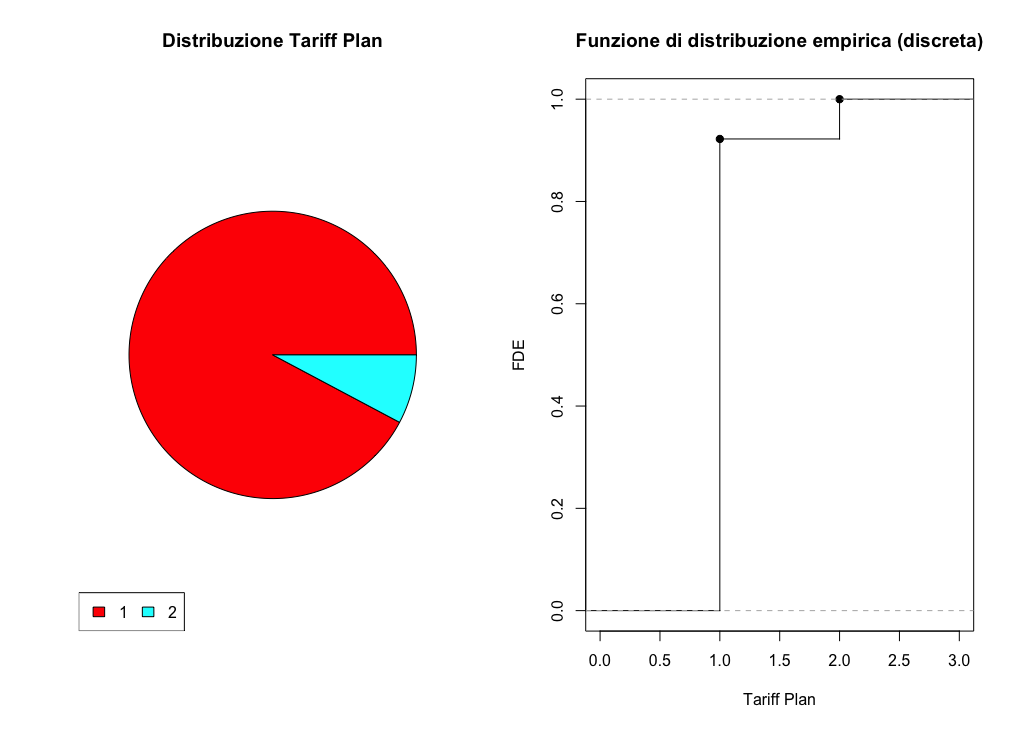 Distribuzione Tariff Plan
1 2
Funzione di distribuzione empirica (discreta)
FDE
1.0
0.8
0.6
0.4
0.2
0.0
0.0 0.5 1.0 1.5 2.0 2.5 3.0
Tariff Plan